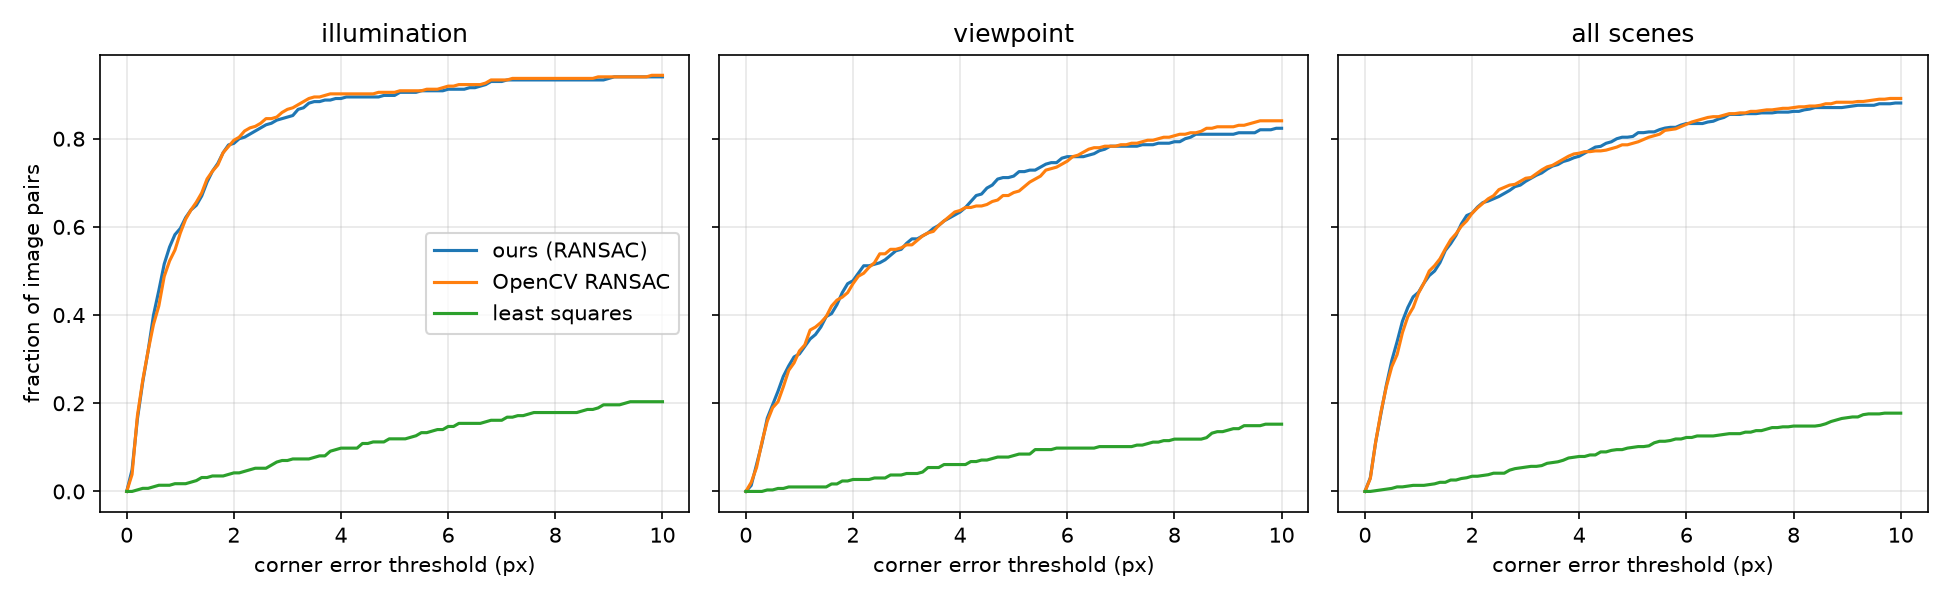 illumination
viewpoint
all scenes
fraction of image pairs
0.8
0.6
0.4
0.2
0.0
ours (RANSAC)
OpenCV RANSAC
least squares
0 2 4 6 8 10
0 2 4 6 8 10
0 2 4 6 8 10
corner error threshold (px)
corner error threshold (px)
corner error threshold (px)